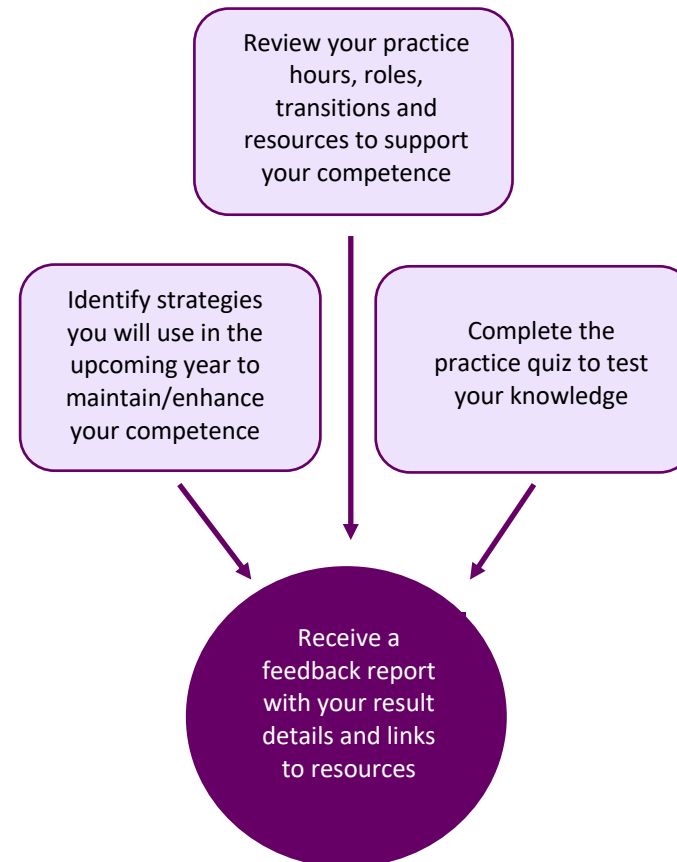 Review your practice
hours, roles,
transitions and
resources to support
your competence
Identify strategies
you will use in the
upcoming year to
maintain/enhance
your competence
Complete the
practice quiz to test
your knowledge
Receive a
feedback report
with your result
details and links
to resources